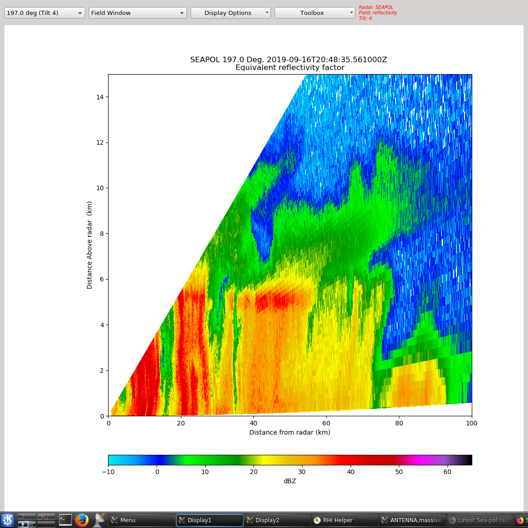 197.0 deg (Tilt 4)
Field Window
Display Options
Toolbox
Radar: SEAPOL
Field: reflectivity
Tilt: 4
SEAPOL 197.0 Deg. 2019-09-16T20:48:35.561000Z
Equivalent reflectivity factor
Distance Above radar (km)
14
12
10
8
6
4
2
0
0 20 40 60 80 100
Distance from radar (km)
−10 0 10 20 30 40 50 60
dBZ
Menu
Display1
Display2
RHI Helper
ANTENNA.mass
Latest Sea-pol